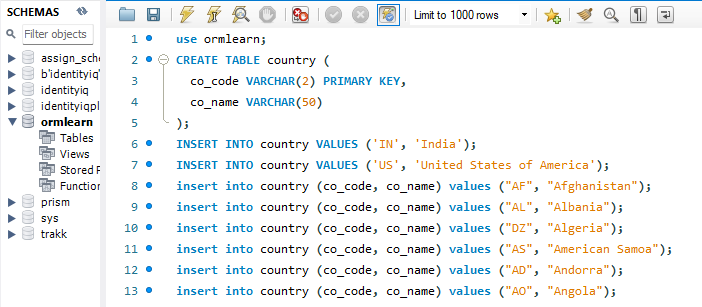 SCHEMAS
Filter objects
assign_sche
b'identityiq'
identityiq
identityiqpl
ormlearn
Tables
Views
Stored P
Function
prism
sys
trakk
Limit to 1000 rows
1 use ormlearn;
2 CREATE TABLE country (
3 co_code VARCHAR(2) PRIMARY KEY,
4 co_name VARCHAR(50)
5 );
6 INSERT INTO country VALUES ('IN', 'India');
7 INSERT INTO country VALUES ('US', 'United States of America');
8 insert into country (co_code, co_name) values ("AF", "Afghanistan");
9 insert into country (co_code, co_name) values ("AL", "Albania");
10 insert into country (co_code, co_name) values ("DZ", "Algeria");
11 insert into country (co_code, co_name) values ("AS", "American Samoa");
12 insert into country (co_code, co_name) values ("AD", "Andorra");
13 insert into country (co_code, co_name) values ("AO", "Angola");